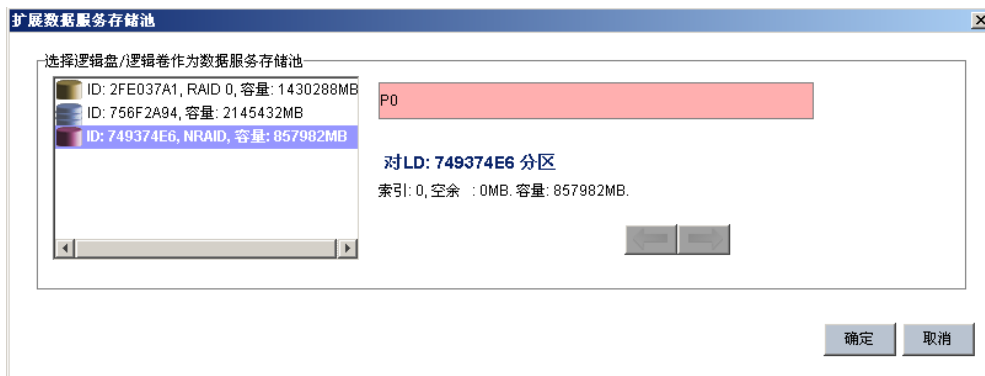 扩展数据服务存储池
选择逻辑盘/逻辑卷作为数据服务存储池
ID: 2FE037A1, RAID 0, 容量: 1430288MB
ID: 756F2A94, 容量: 2145432MB
ID: 749374E6, NRAID, 容量: 857982MB
P0
对LD: 749374E6 分区
索引: 0, 空余 : 0MB. 容量: 857982MB.
确定 取消